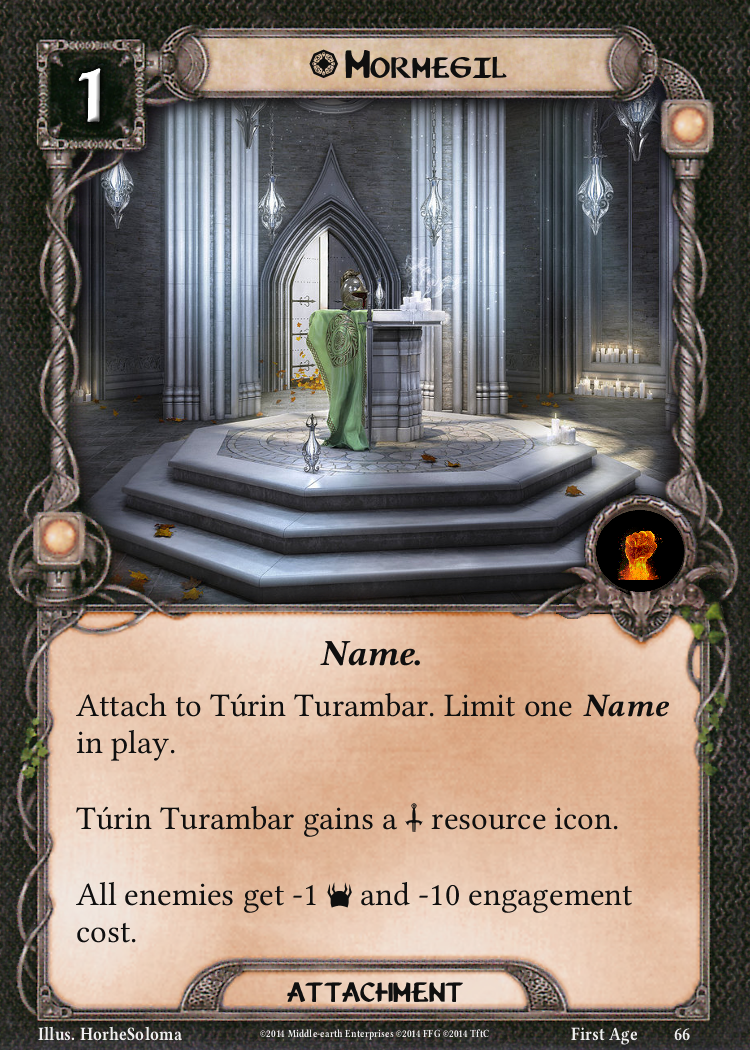 1
Mormegil
Name.
Attach to Túrin Turambar. Limit one Name
in play.
Túrin Turambar gains a resource icon.
All enemies get -1 and -10 engagement
cost.
ATTACHMENT
Illus. HorheSoloma ©2014 Middle-earth Enterprises ©2014 FFG ©2014 TftC First Age 66